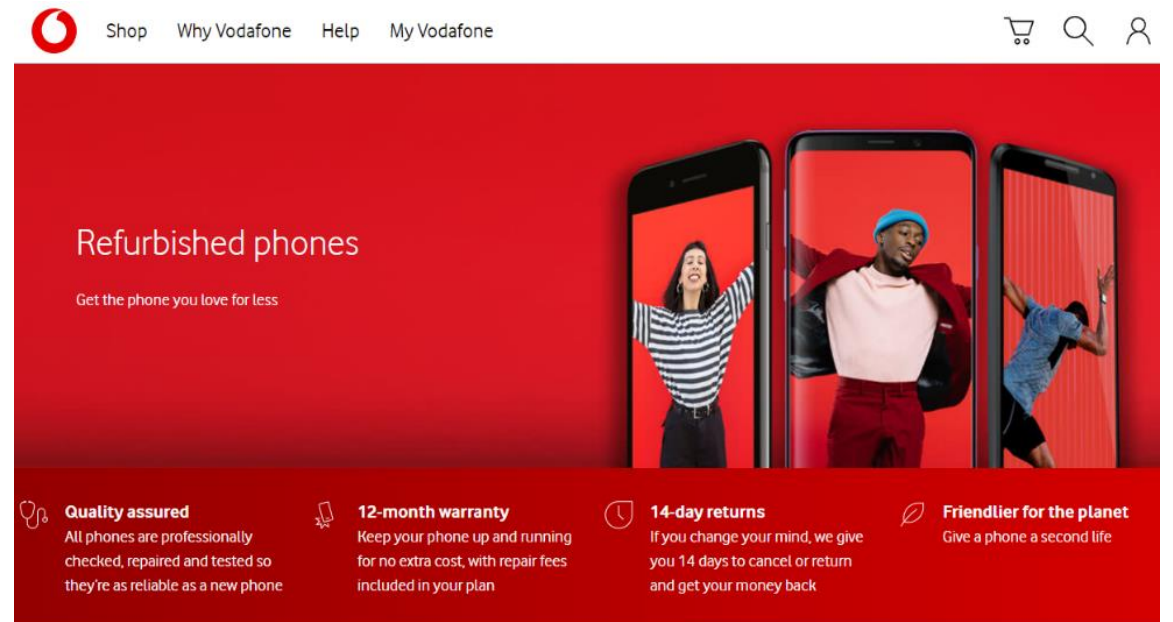 Shop Why Vodafone Help My Vodafone
Refurbished phones
Get the phone you love for less
Quality assured
All phones are professionally
checked, repaired and tested so
they're as reliable as a new phone
12-month warranty
Keep your phone up and running
for no extra cost, with repair fees
included in your plan
14-day returns
If you change your mind, we give
you 14 days to cancel or return
and get your money back
Friendlier for the planet
Give a phone a second life